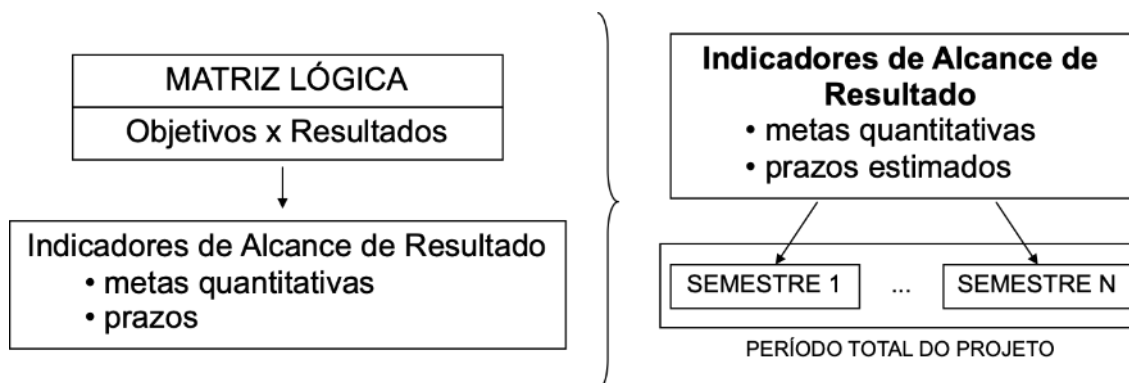 MATRIZ LÓGICA
Objetivos x Resultados
Indicadores de Alcance de Resultado
• metas quantitativas
• prazos
Indicadores de Alcance de
Resultado
• metas quantitativas
• prazos estimados
SEMESTRE 1 ... SEMESTRE N
PERÍODO TOTAL DO PROJETO